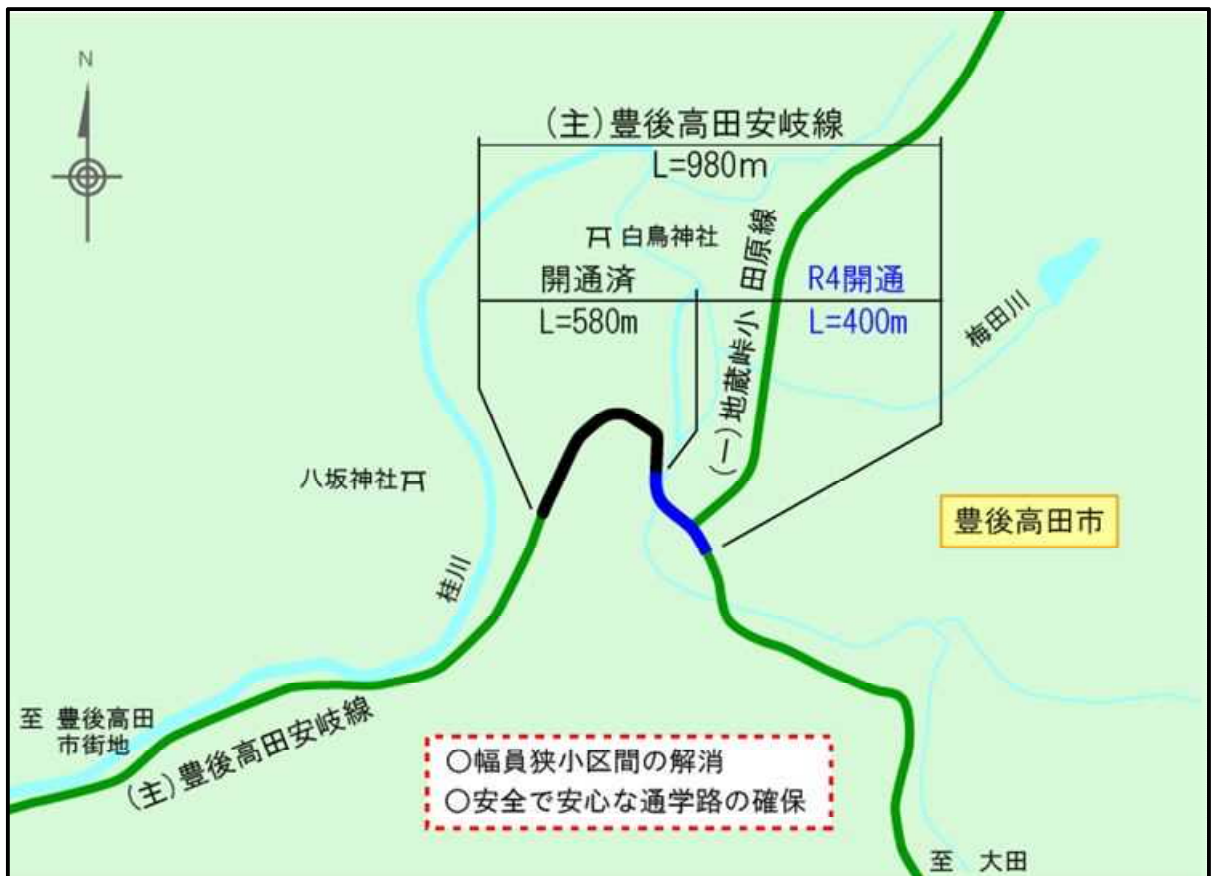 N
(主)豊後高田安岐線
L=980m
白鳥神社
開通済
L=580m
R4開通
L=400m
(一)地蔵峠小田原線
梅田川
八坂神社
豊後高田市
桂川
至 豊後高田
市街地
(主)豊後高田安岐線
○幅員狭小区間の解消
○安全で安心な通学路の確保
至 大田